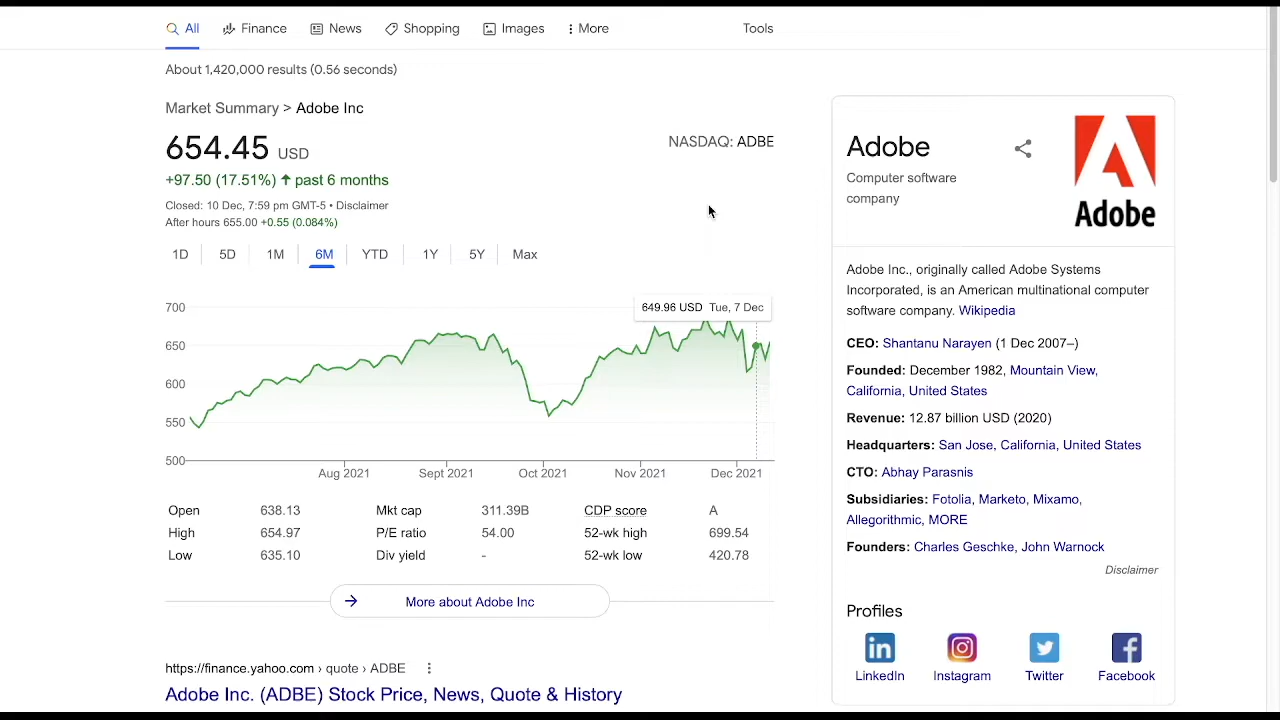 All Finance News Shopping Images More Tools
About 1,420,000 results (0.56 seconds)
Market Summary > Adobe Inc
654.45 USD
NASDAQ: ADBE
+97.50 (17.51%) ↑ past 6 months
Closed: 10 Dec, 7:59 pm GMT-5 • Disclaimer
After hours 655.00 +0.55 (0.084%)
1D 5D 1M 6M YTD 1Y 5Y Max
649.96 USD Tue, 7 Dec
700
650
600
550
500
Aug 2021 Sept 2021 Oct 2021 Nov 2021 Dec 2021
Open 638.13 Mkt cap 311.39B CDP score A
High 654.97 P/E ratio 54.00 52-wk high 699.54
Low 635.10 Div yield - 52-wk low 420.78
More about Adobe Inc
https://finance.yahoo.com › quote › ADBE
Adobe Inc. (ADBE) Stock Price, News, Quote & History
Adobe
Computer software
company
Adobe
Adobe Inc., originally called Adobe Systems
Incorporated, is an American multinational computer
software company. Wikipedia
CEO: Shantanu Narayen (1 Dec 2007–)
Founded: December 1982, Mountain View,
California, United States
Revenue: 12.87 billion USD (2020)
Headquarters: San Jose, California, United States
CTO: Abhay Parasnis
Subsidiaries: Fotolia, Marketo, Mixamo,
Allegorithmic, MORE
Founders: Charles Geschke, John Warnock
Disclaimer
Profiles
LinkedIn Instagram Twitter Facebook